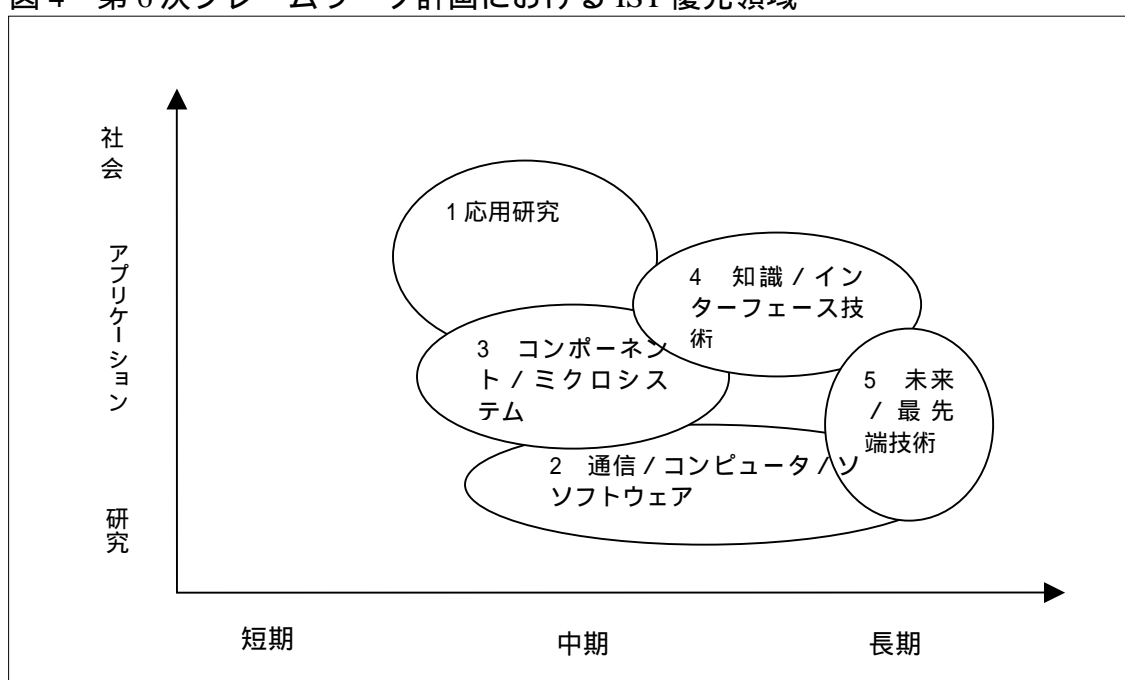 図 4 第 6 次フレームワーク計画における IST 優先領域
社会
アプリケーション
研究
1 応用研究
4 知識 / イン
ターフェース技
術
3 コンポーネン
ト / ミクロシス
テム
5 未来
/ 最先
端技術
2 通信 / コンピュータ / ソ
ソフトウェア
短期
中期
長期